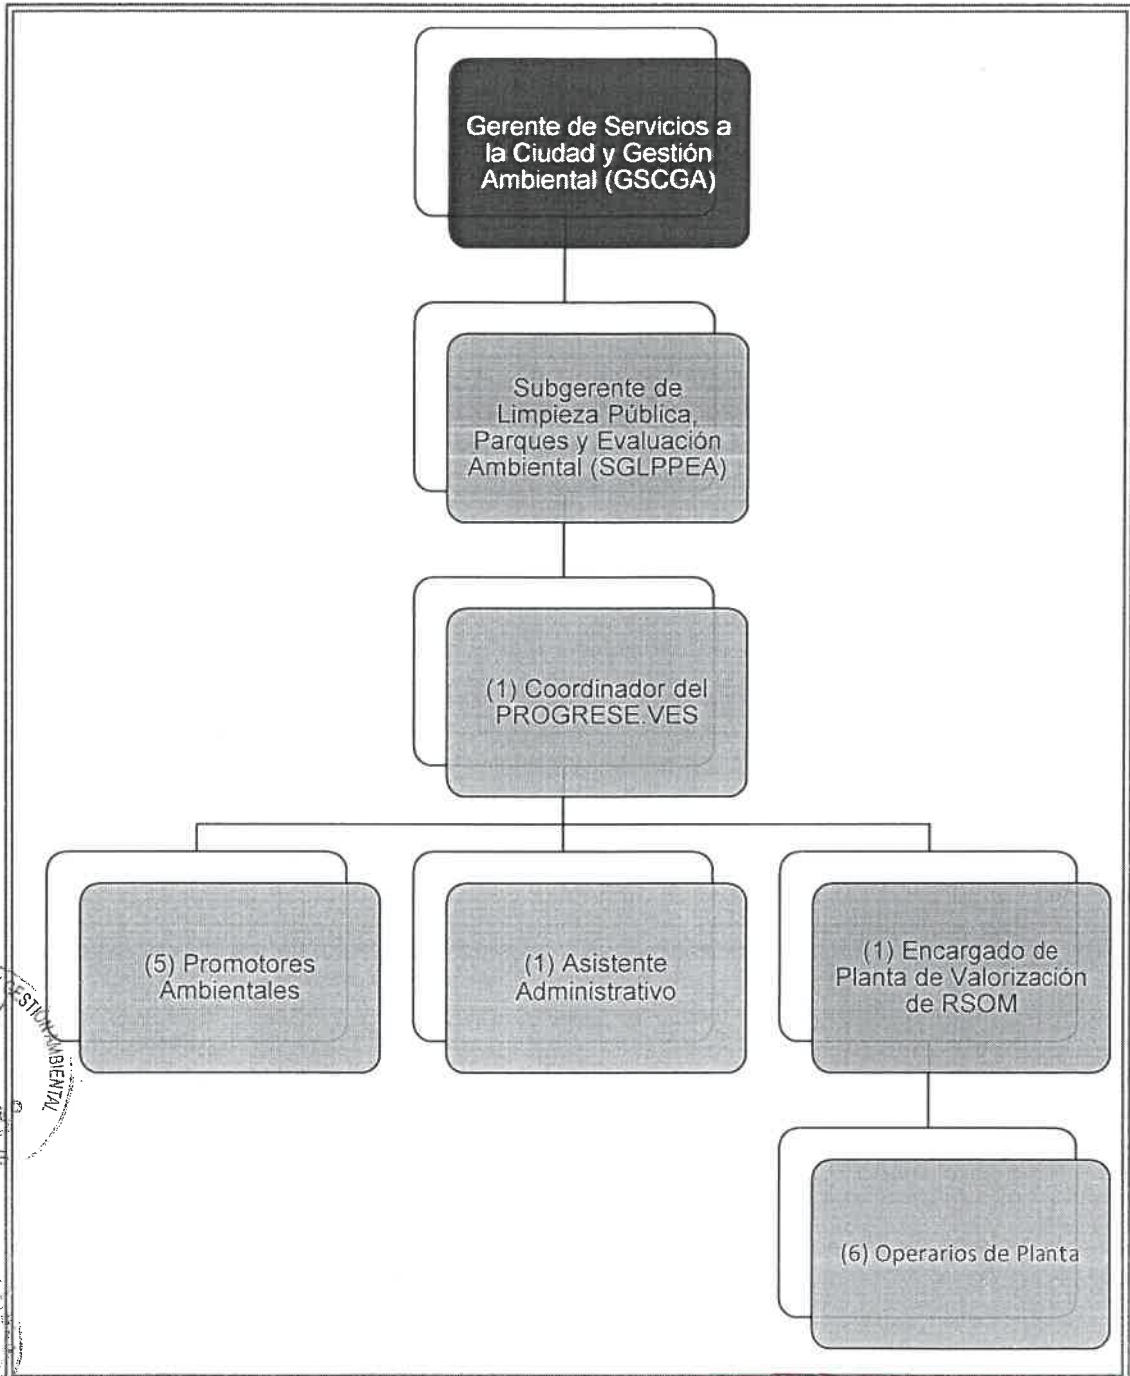 Gerente de Servicios a
la Ciudad y Gestión
Ambiental (GSCGA)
Subgerente de
Limpieza Pública,
Parques y Evaluación
Ambiental (SGLPPEA)
(1) Coordinador del
PROGRESE.VES
(5) Promotores
Ambientales
(1) Asistente
Administrativo
(1) Encargado de
Planta de Valorización
de RSOM
(6) Operarios de Planta
GESTIÓN AMBIENTAL